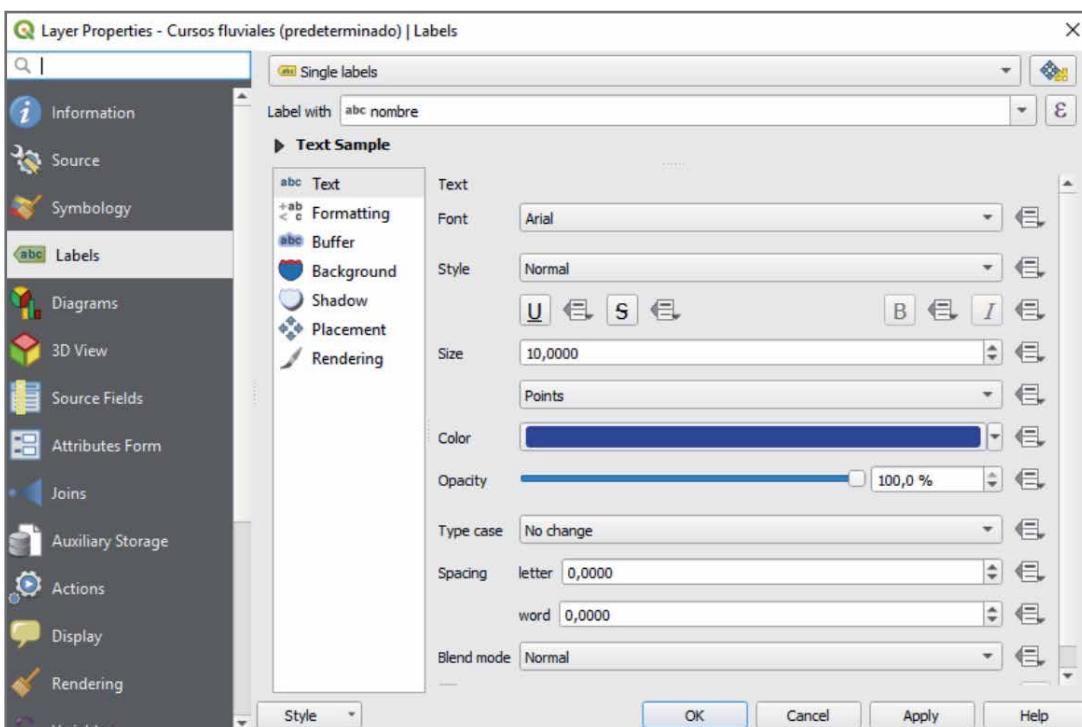 Layer Properties - Cursos fluviales (predeterminado) | Labels
Information
Source
Symbology
abc Labels
Diagrams
3D View
Source Fields
Attributes Form
Joins
Auxiliary Storage
Actions
Display
Rendering
abc Single labels
Label with abc nombre ε
Text Sample
abc Text
+ab < c Formatting
abc Buffer
Background
Shadow
Placement
Rendering
Text
Font Arial
Style Normal
U S B I
Size 10,0000
Points
Color
Opacity 100,0 %
Type case No change
Spacing letter 0,0000
word 0,0000
Blend mode Normal
Style OK Cancel Apply Help